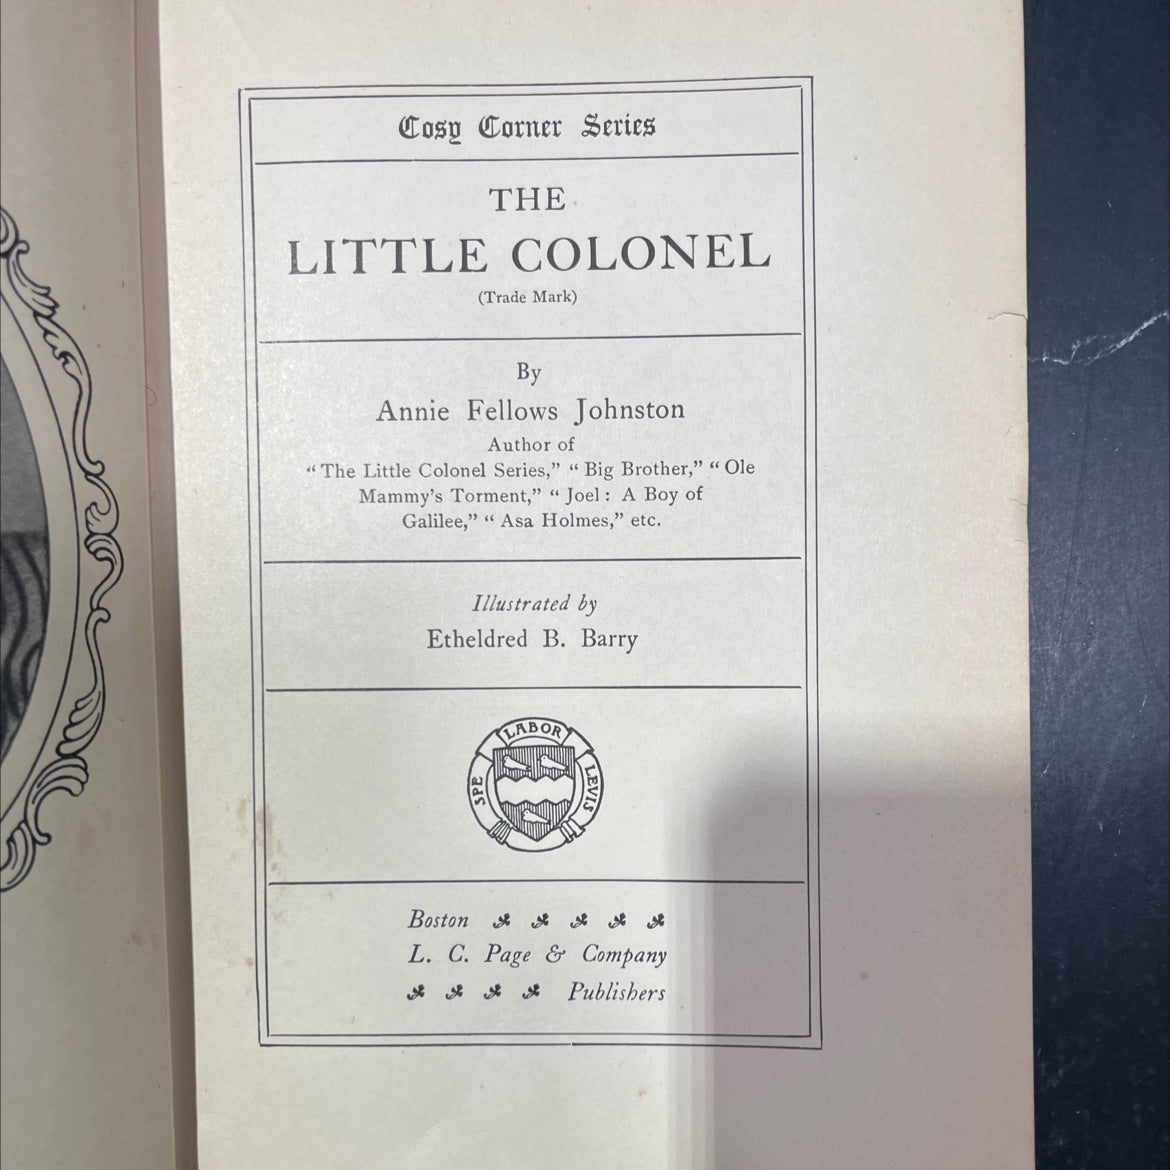 Cosy Corner Series
THE
LITTLE COLONEL
(Trade Mark)
By
Annie Fellows Johnston
Author of
“The Little Colonel Series,” “Big Brother,” “Ole
Mammy’s Torment,” “Joel: A Boy of
Galilee,” “Asa Holmes,” etc.
Illustrated by
Etheldred B. Barry
SPE LABOR LEVIS
Boston
L. C. Page & Company
Publishers